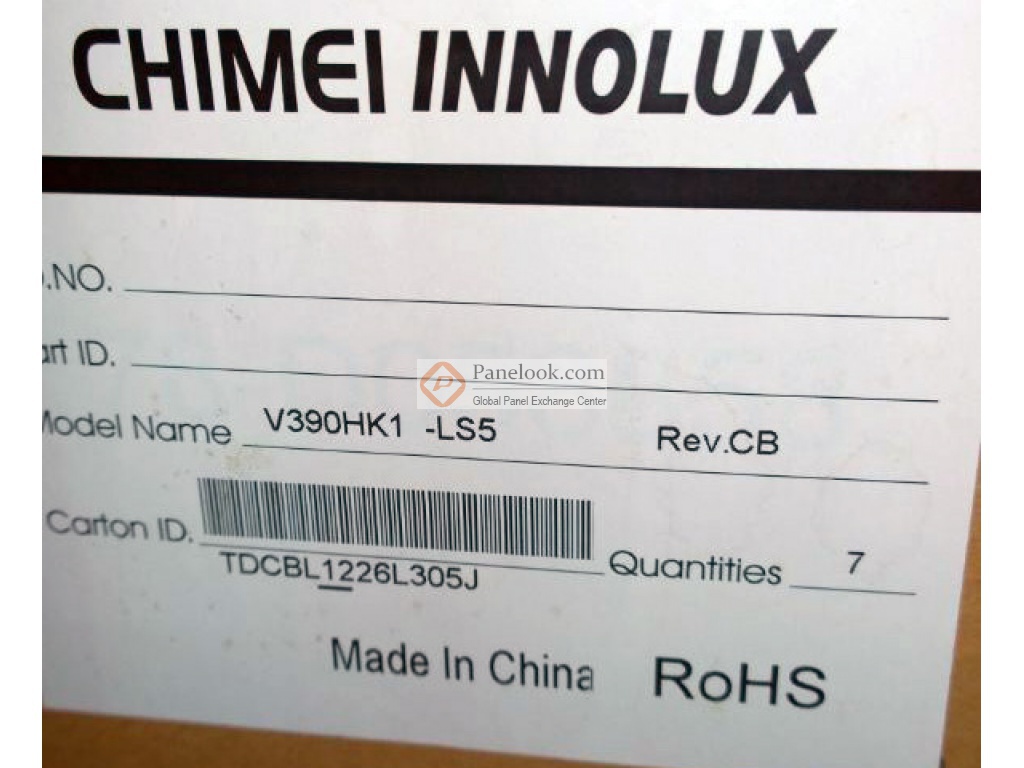 CHIMEI INNOLUX
.NO.
art ID.
Panelook.com
Global Panel Exchange Center
Model Name V390HK1 -LS5 Rev.CB
Carton ID.
TDCBL1226L305J
Quantities 7
Made In China RoHS